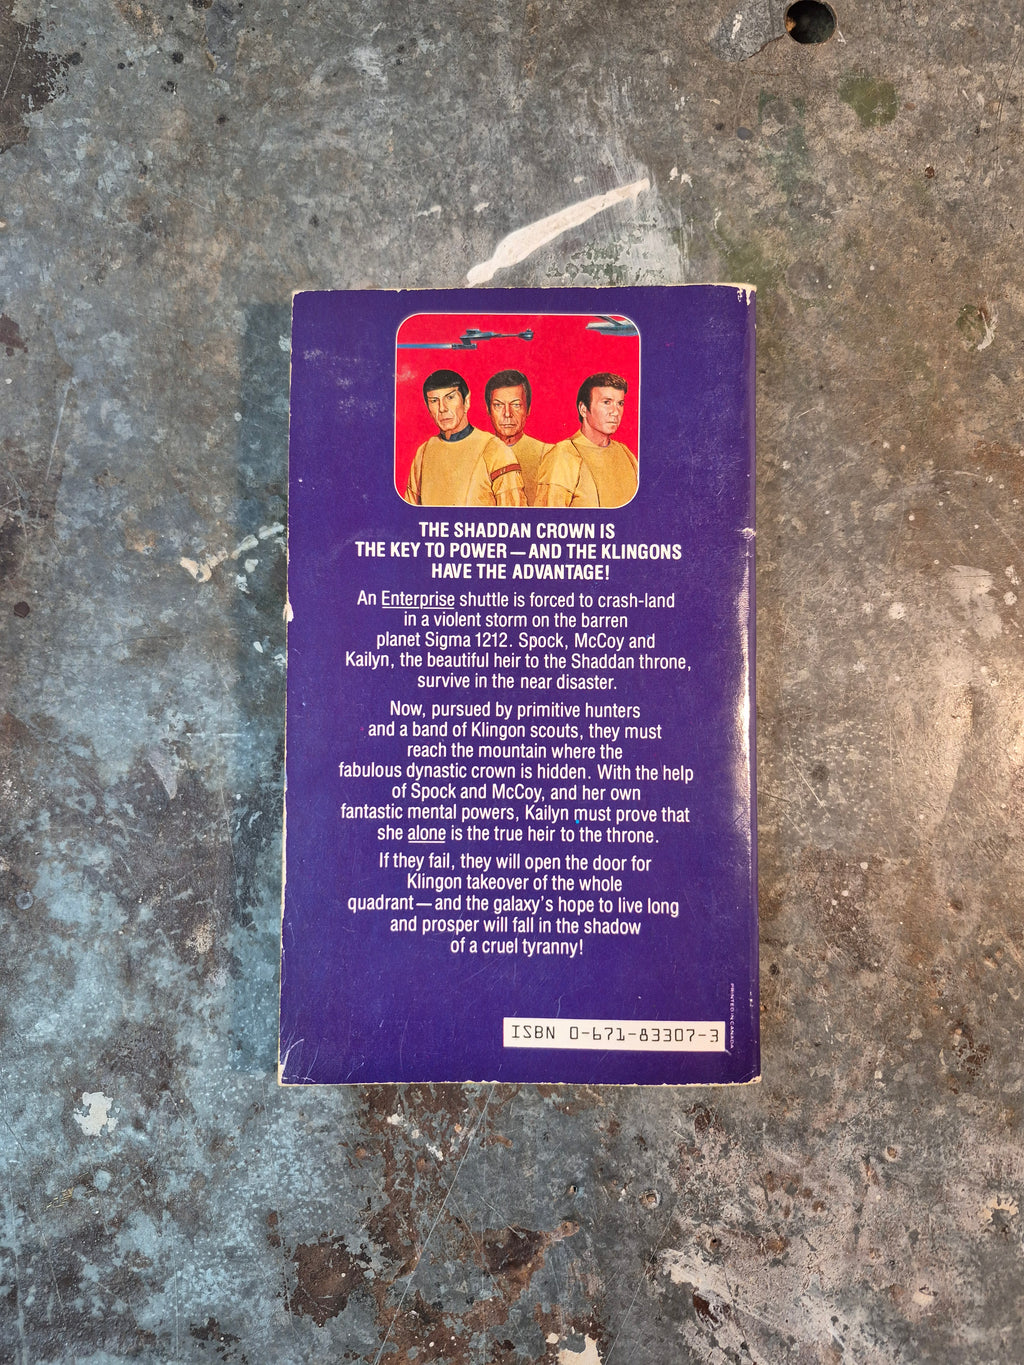 THE SHADDAN CROWN IS
THE KEY TO POWER—AND THE KLINGONS
HAVE THE ADVANTAGE!
An Enterprise shuttle is forced to crash-land
in a violent storm on the barren
planet Sigma 1212. Spock, McCoy and
Kailyn, the beautiful heir to the Shaddan throne,
survive in the near disaster.
Now, pursued by primitive hunters
and a band of Klingon scouts, they must
reach the mountain where the
fabulous dynastic crown is hidden. With the help
of Spock and McCoy, and her own
fantastic mental powers, Kailyn must prove that
she alone is the true heir to the throne.
If they fail, they will open the door for
Klingon takeover of the whole
quadrant—and the galaxy's hope to live long
and prosper will fall in the shadow
of a cruel tyranny!
PRINTED IN CANADA
ISBN 0-671-83307-3